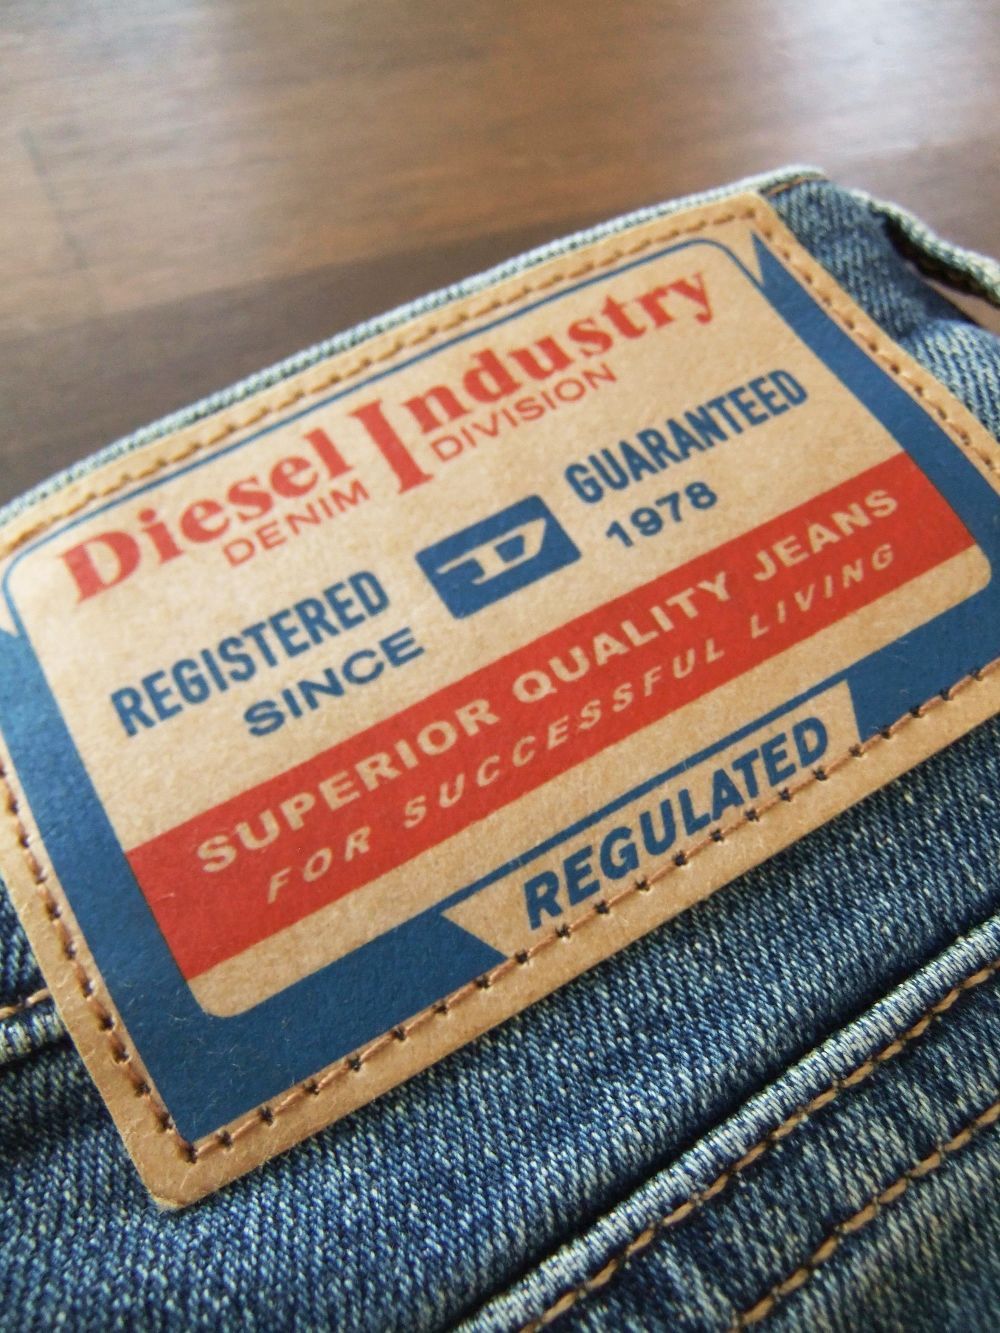 Diesel Industry
DENIM DIVISION
REGISTERED D GUARANTEED
SINCE 1978
SUPERIOR QUALITY JEANS
FOR SUCCESSFUL LIVING
REGULATED